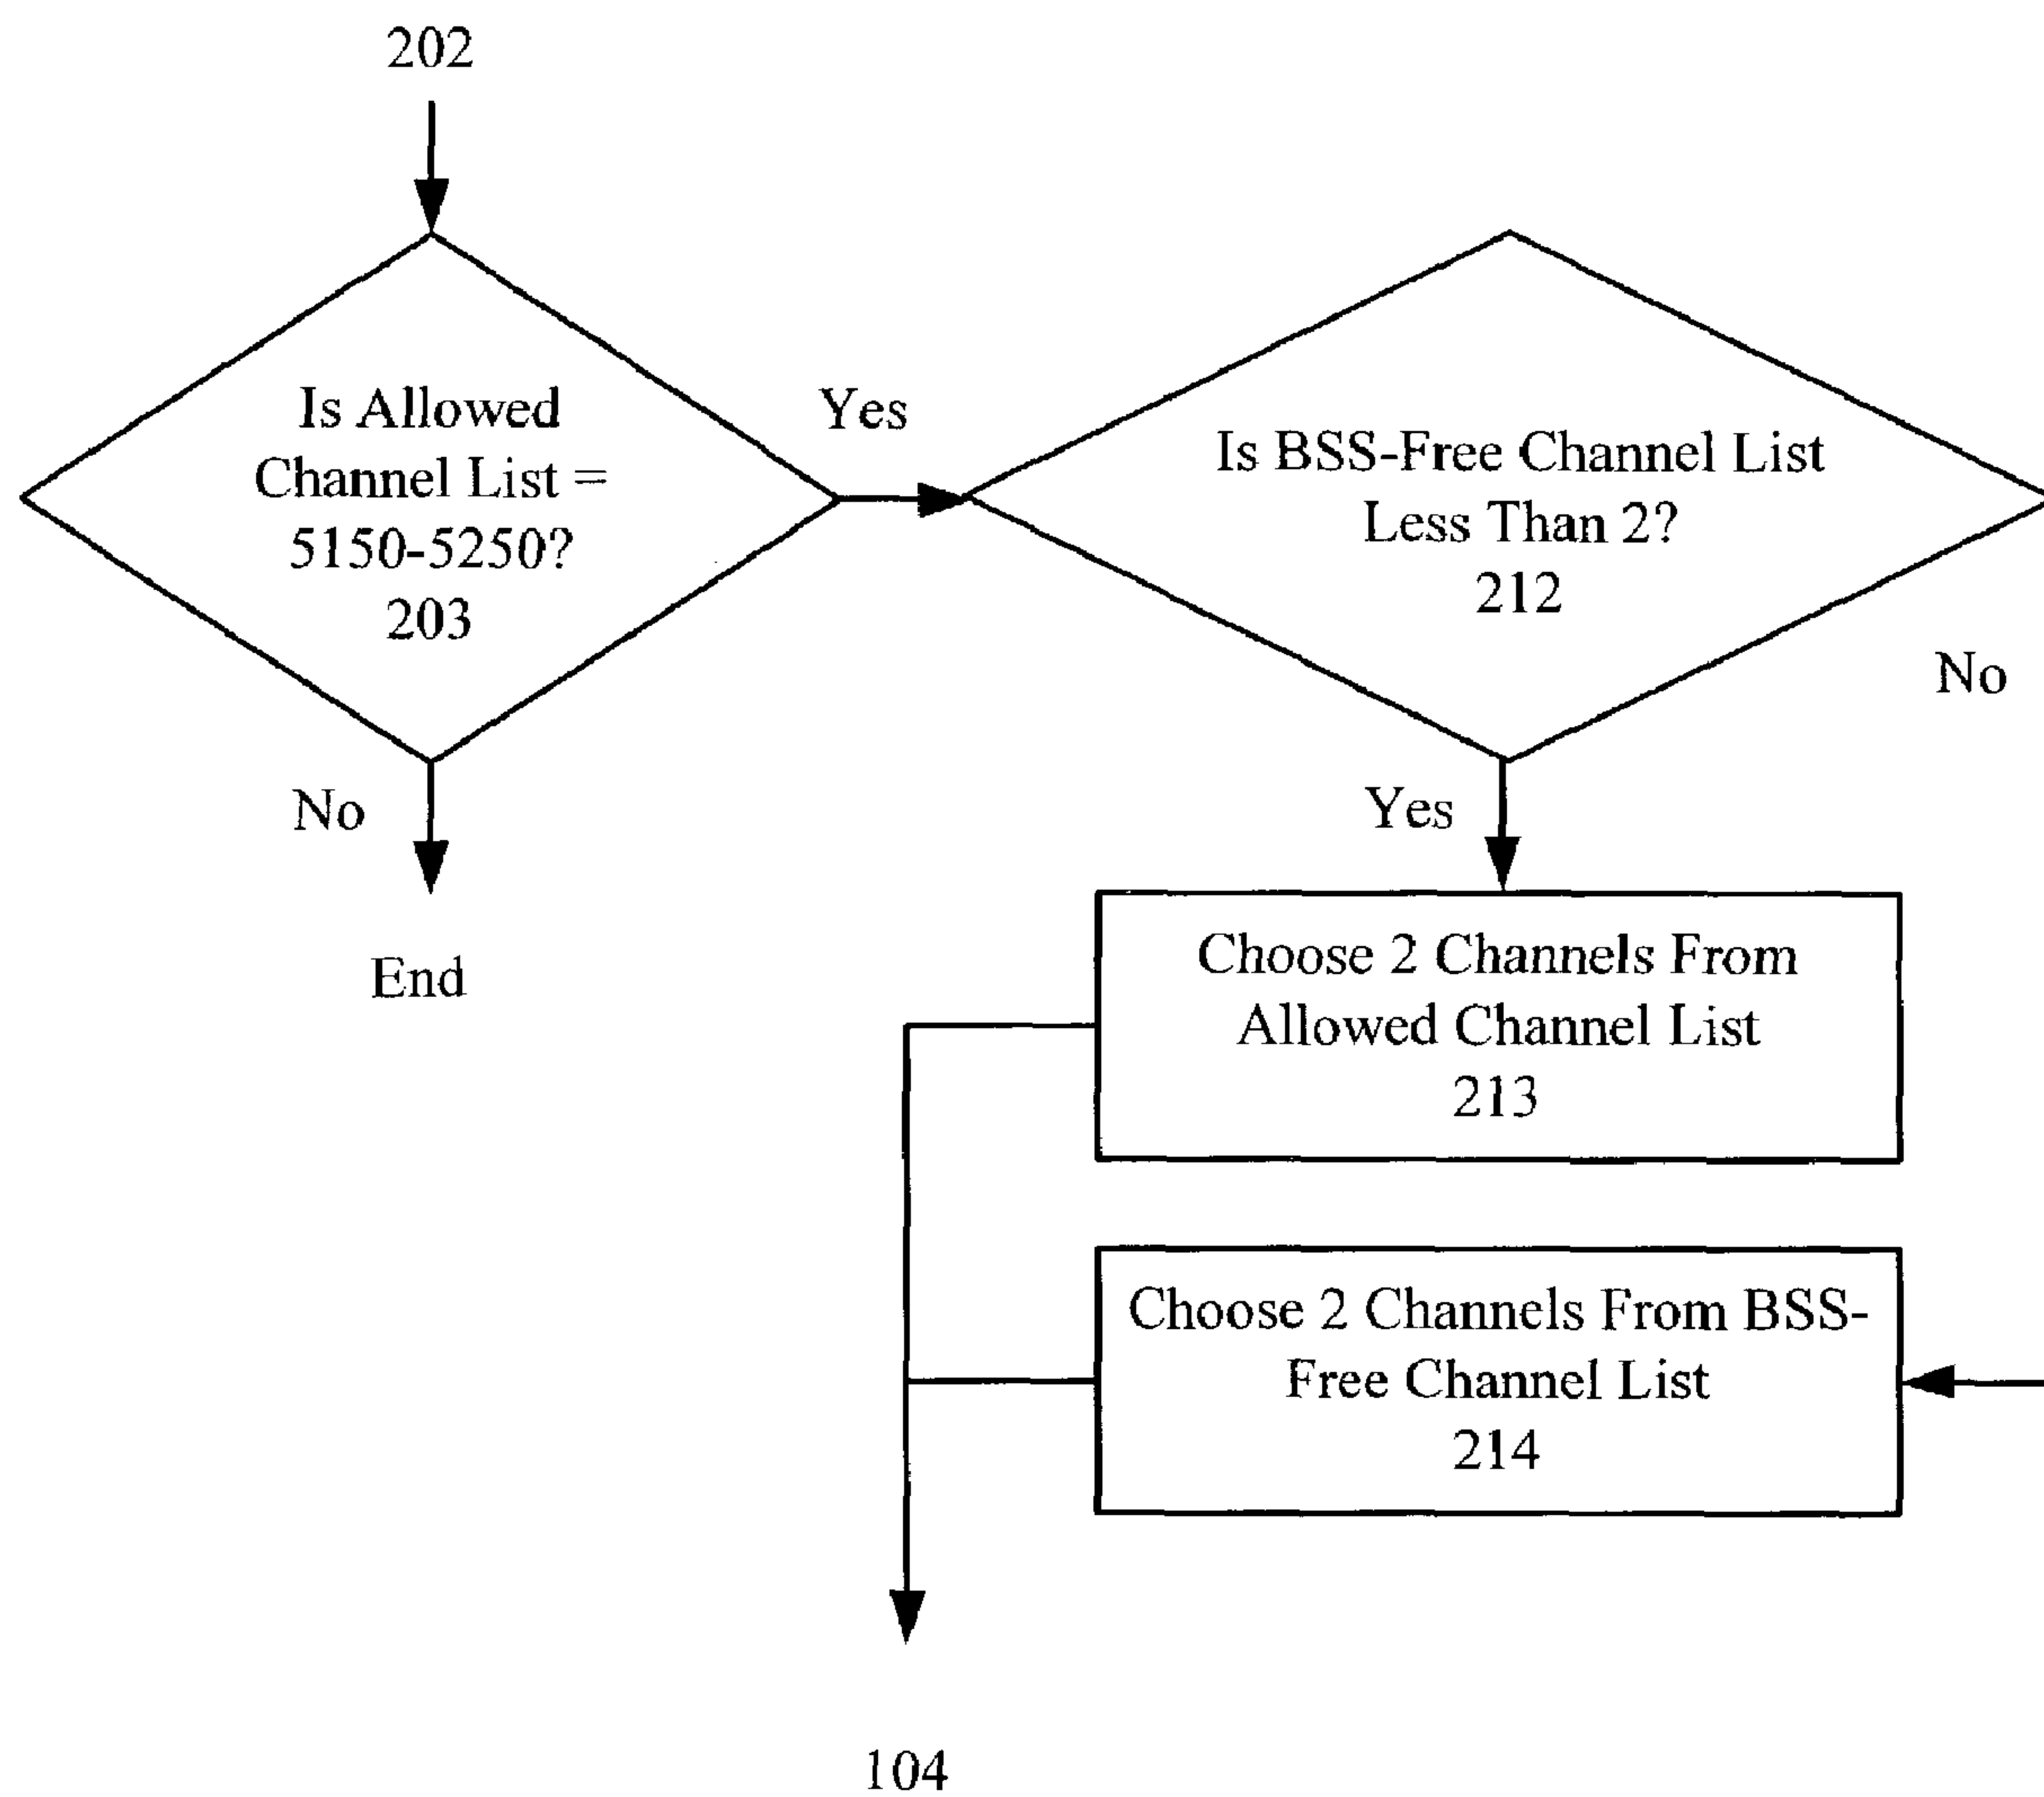 202
Is Allowed
Channel List =
5150-5250?
203
Yes
No
End
Is BSS-Free Channel List
Less Than 2?
212
No
Yes
Choose 2 Channels From
Allowed Channel List
213
Choose 2 Channels From BSS-
Free Channel List
214
104